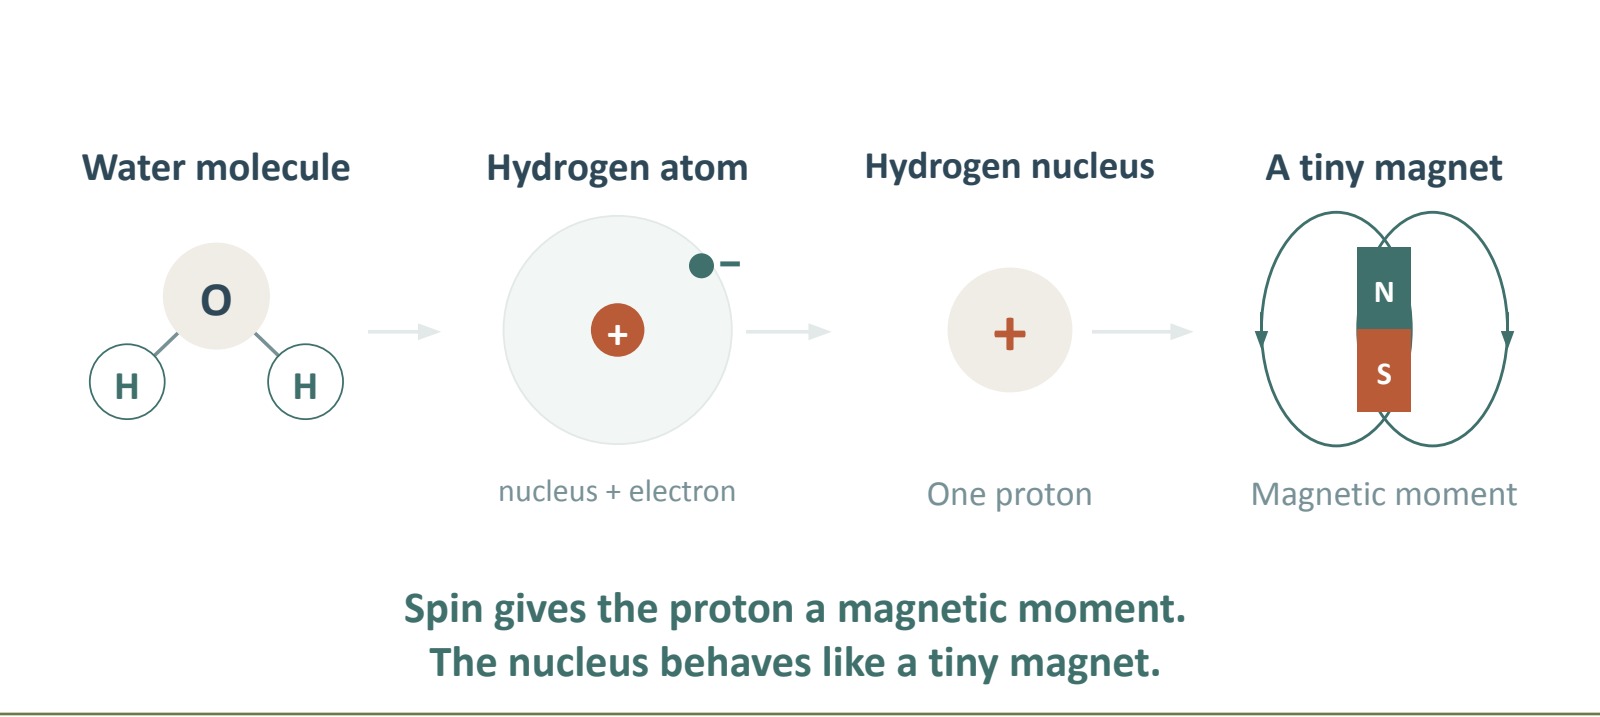 Water molecule
Hydrogen atom
Hydrogen nucleus
A tiny magnet
O
H
H
+
−
+
N
S
nucleus + electron
One proton
Magnetic moment
Spin gives the proton a magnetic moment.
The nucleus behaves like a tiny magnet.